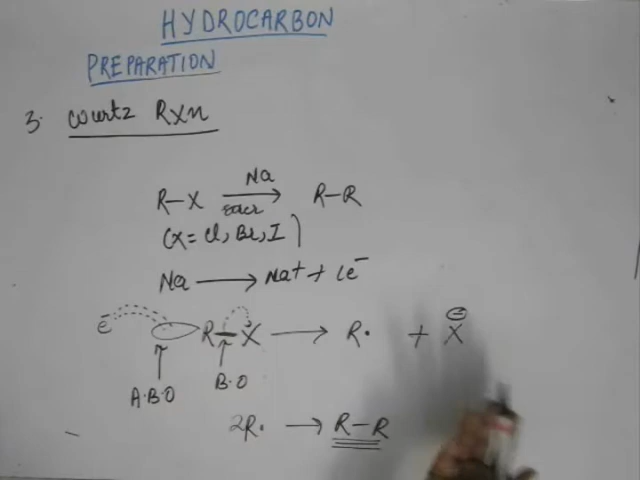 HYDROCARBON
PREPARATION
3. Wurtz RXn
Na
R-X ⟶ R-R
(X = Cl, Br, I)
Na ⟶ Na+ + 1e-
e- R-X ⟶ R· + X⊖
A·B·O B·O
2R· ⟶ R-R